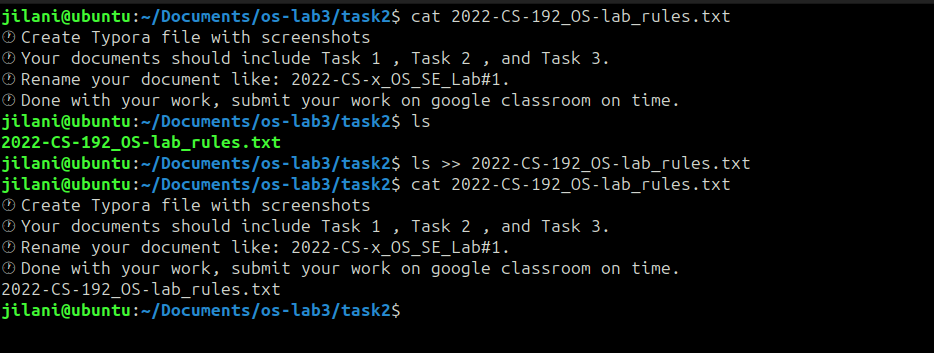 jilani@ubuntu:~/Documents/os-lab3/task2$ cat 2022-CS-192_OS-lab_rules.txt
🕐 Create Typora file with screenshots
🕐 Your documents should include Task 1 , Task 2 , and Task 3.
🕐 Rename your document like: 2022-CS-x_OS_SE_Lab#1.
🕐 Done with your work, submit your work on google classroom on time.
jilani@ubuntu:~/Documents/os-lab3/task2$ ls
2022-CS-192_OS-lab_rules.txt
jilani@ubuntu:~/Documents/os-lab3/task2$ ls >> 2022-CS-192_OS-lab_rules.txt
jilani@ubuntu:~/Documents/os-lab3/task2$ cat 2022-CS-192_OS-lab_rules.txt
🕐 Create Typora file with screenshots
🕐 Your documents should include Task 1 , Task 2 , and Task 3.
🕐 Rename your document like: 2022-CS-x_OS_SE_Lab#1.
🕐 Done with your work, submit your work on google classroom on time.
2022-CS-192_OS-lab_rules.txt
jilani@ubuntu:~/Documents/os-lab3/task2$